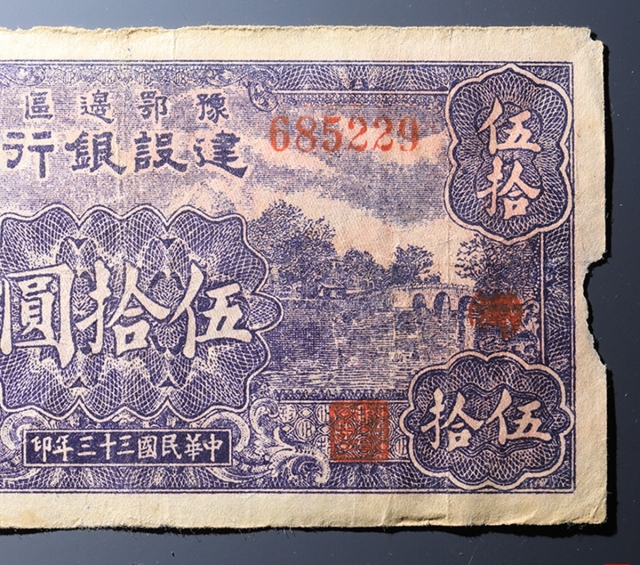 豫鄂邊區
建設銀行
685229
伍拾
伍拾圓
伍拾
中華民國三十三年印